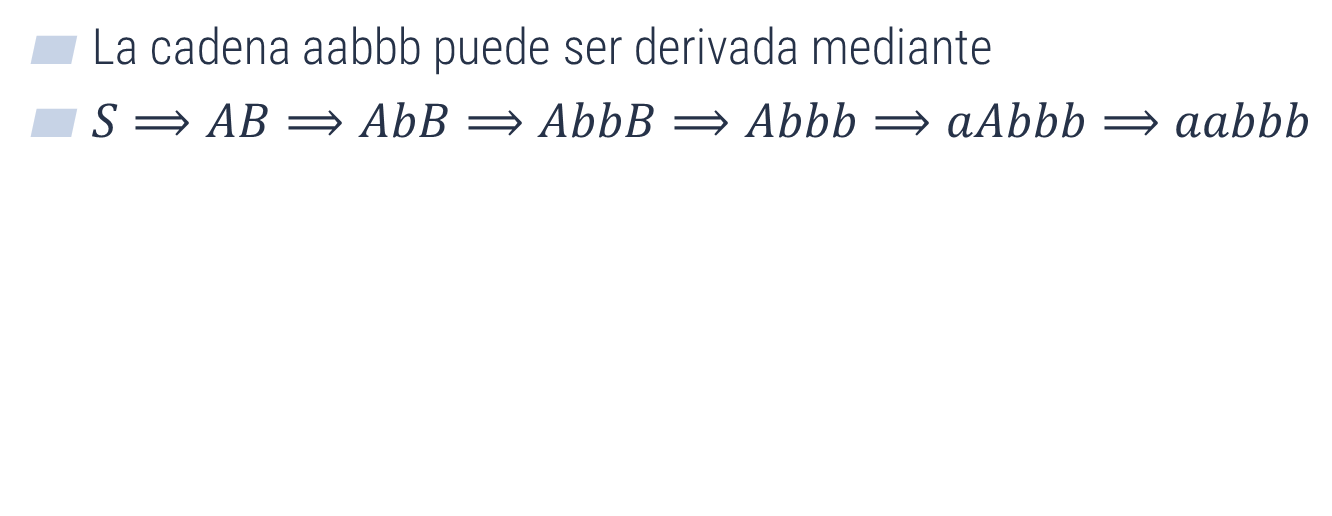 La cadena aabbb puede ser derivada mediante
S ⟹ AB ⟹ AbB ⟹ AbbB ⟹ Abbb ⟹ aAbbb ⟹ aabbb